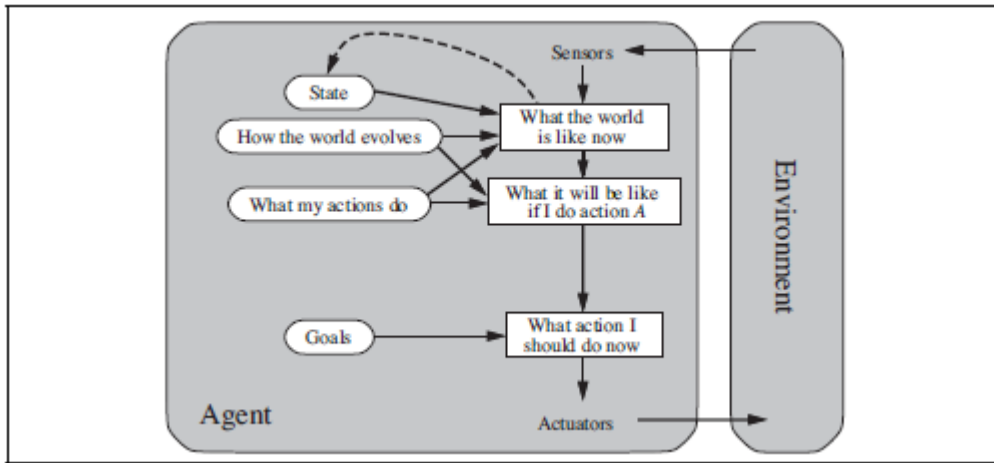 Sensors
State
What the world
is like now
How the world evolves
What my actions do
What it will be like
if I do action A
Goals
What action I
should do now
Agent
Actuators
Environment